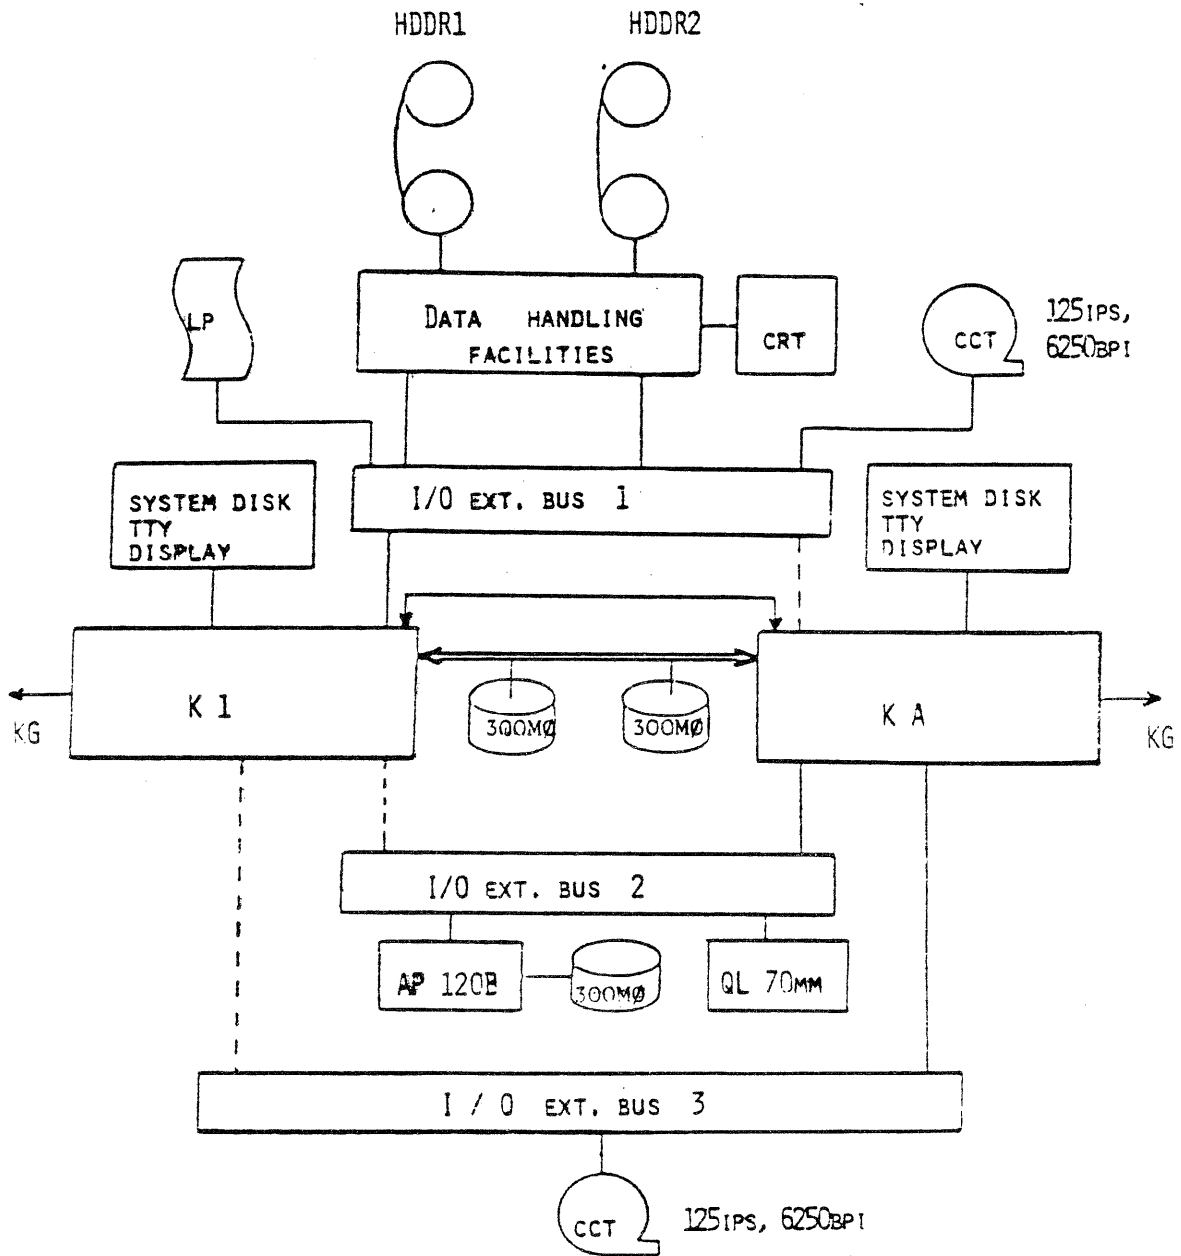 HDDR1
HDDR2
LP
DATA HANDLING
FACILITIES
CRT
CCT
125IPS,
6250BPI
SYSTEM DISK
TTY
DISPLAY
I/O EXT. BUS 1
SYSTEM DISK
TTY
DISPLAY
K 1
K A
KG
300MØ
300MØ
KG
I/O EXT. BUS 2
AP 120B
300MØ
QL 70MM
I / O EXT. BUS 3
CCT
125IPS, 6250BPI